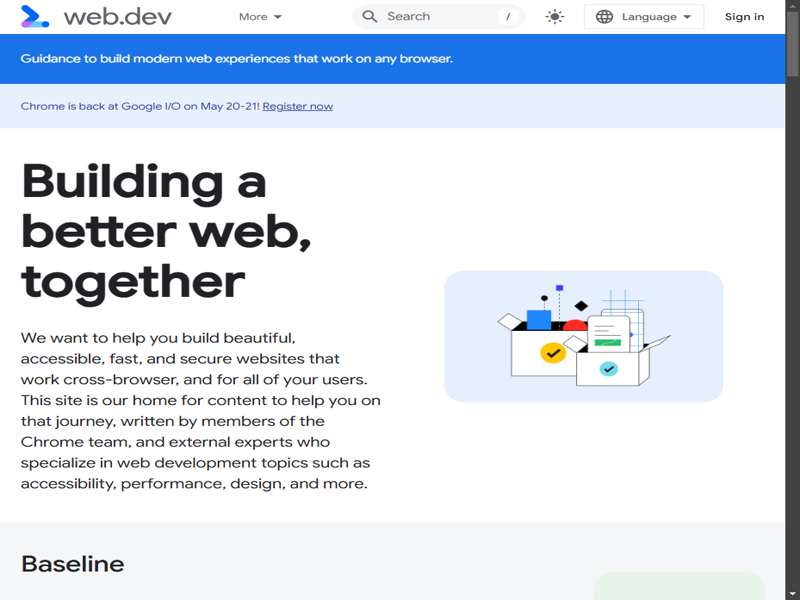 web.dev
More
Search
/
Language
Sign in
Guidance to build modern web experiences that work on any browser.
Chrome is back at Google I/O on May 20-21! Register now
Building a
better web,
together
We want to help you build beautiful,
accessible, fast, and secure websites that
work cross-browser, and for all of your users.
This site is our home for content to help you on
that journey, written by members of the
Chrome team, and external experts who
specialize in web development topics such as
accessibility, performance, design, and more.
Baseline